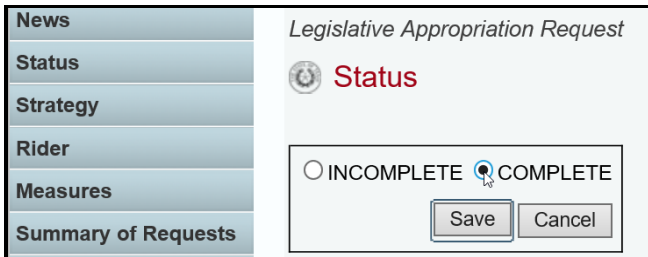 News
Status
Strategy
Rider
Measures
Summary of Requests
Legislative Appropriation Request
Status
INCOMPLETE COMPLETE
Save Cancel